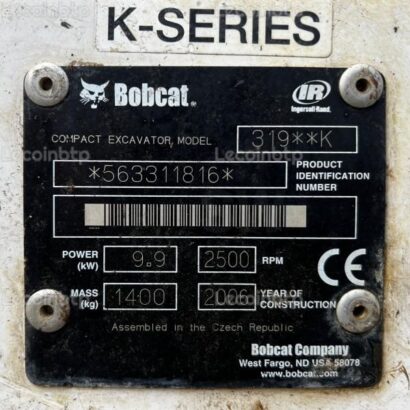 K-SERIES
Bobcat®
IR
Ingersoll-Rand
COMPACT EXCAVATOR, MODEL 319**K
*563311816*
PRODUCT IDENTIFICATION NUMBER
POWER (kW) 9.9 2500 RPM
CE
MASS (kg) 1400 2006 YEAR OF CONSTRUCTION
Assembled in the Czech Republic
Bobcat Company
West Fargo, ND USA 58078
www.bobcat.com
Lecoinbtp